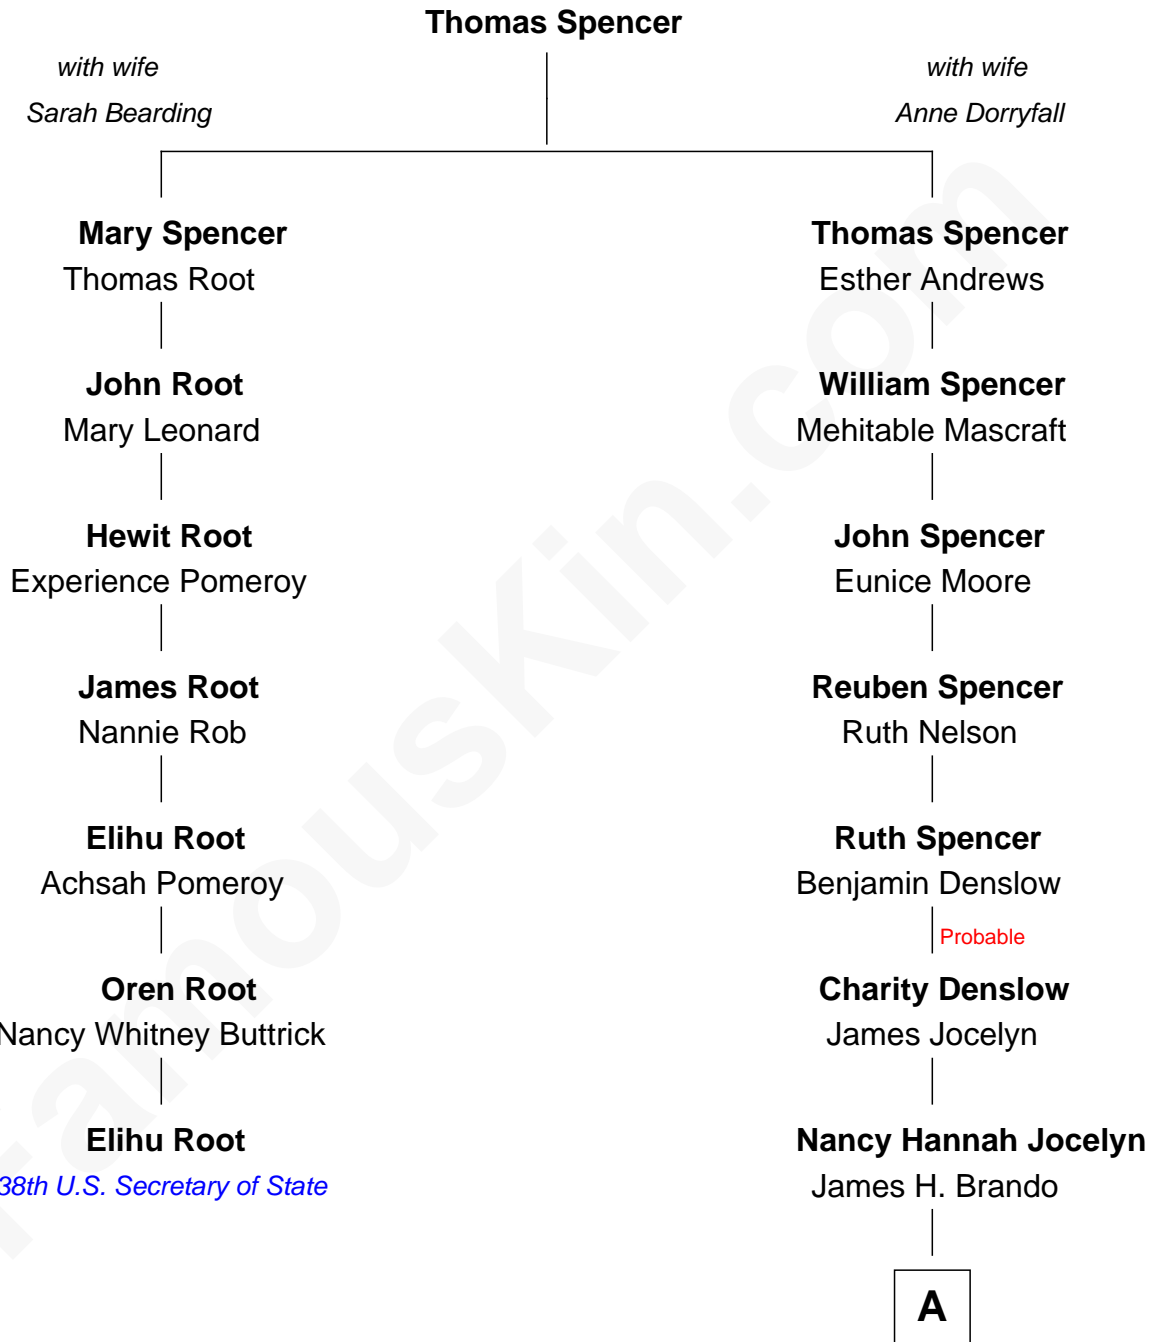 Thomas Spencer
with wife
Sarah Bearding
with wife
Anne Dorryfall
Mary Spencer
Thomas Root
Thomas Spencer
Esther Andrews
John Root
Mary Leonard
William Spencer
Mehitable Mascraft
Hewit Root
Experience Pomeroy
John Spencer
Eunice Moore
James Root
Nannie Rob
Reuben Spencer
Ruth Nelson
Elihu Root
Achsah Pomeroy
Ruth Spencer
Benjamin Denslow
Probable
Oren Root
Nancy Whitney Buttrick
Charity Denslow
James Jocelyn
Elihu Root
38th U.S. Secretary of State
Nancy Hannah Jocelyn
James H. Brando
A
FamousKin.com